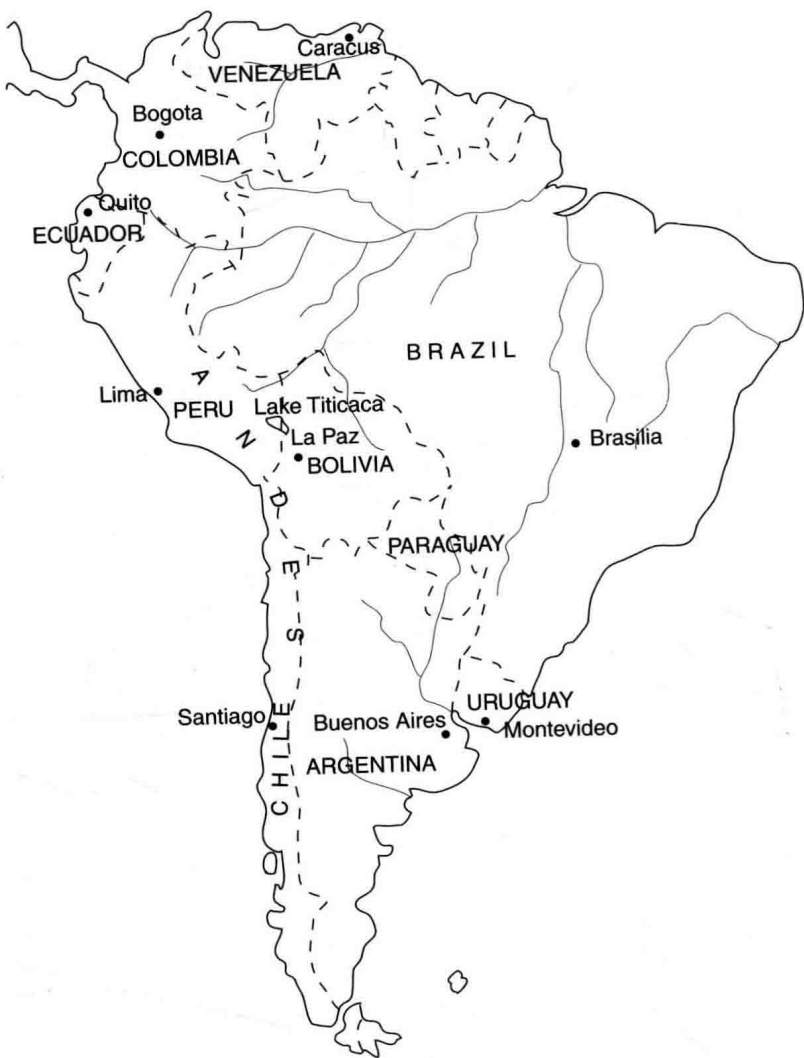 Caracus
VENEZUELA
Bogota
COLOMBIA
Quito
ECUADOR
BRAZIL
ANDES
Lima
PERU
Lake Titicaca
La Paz
BOLIVIA
Brasilia
PARAGUAY
Santiago
CHILE
Buenos Aires
URUGUAY
Montevideo
ARGENTINA